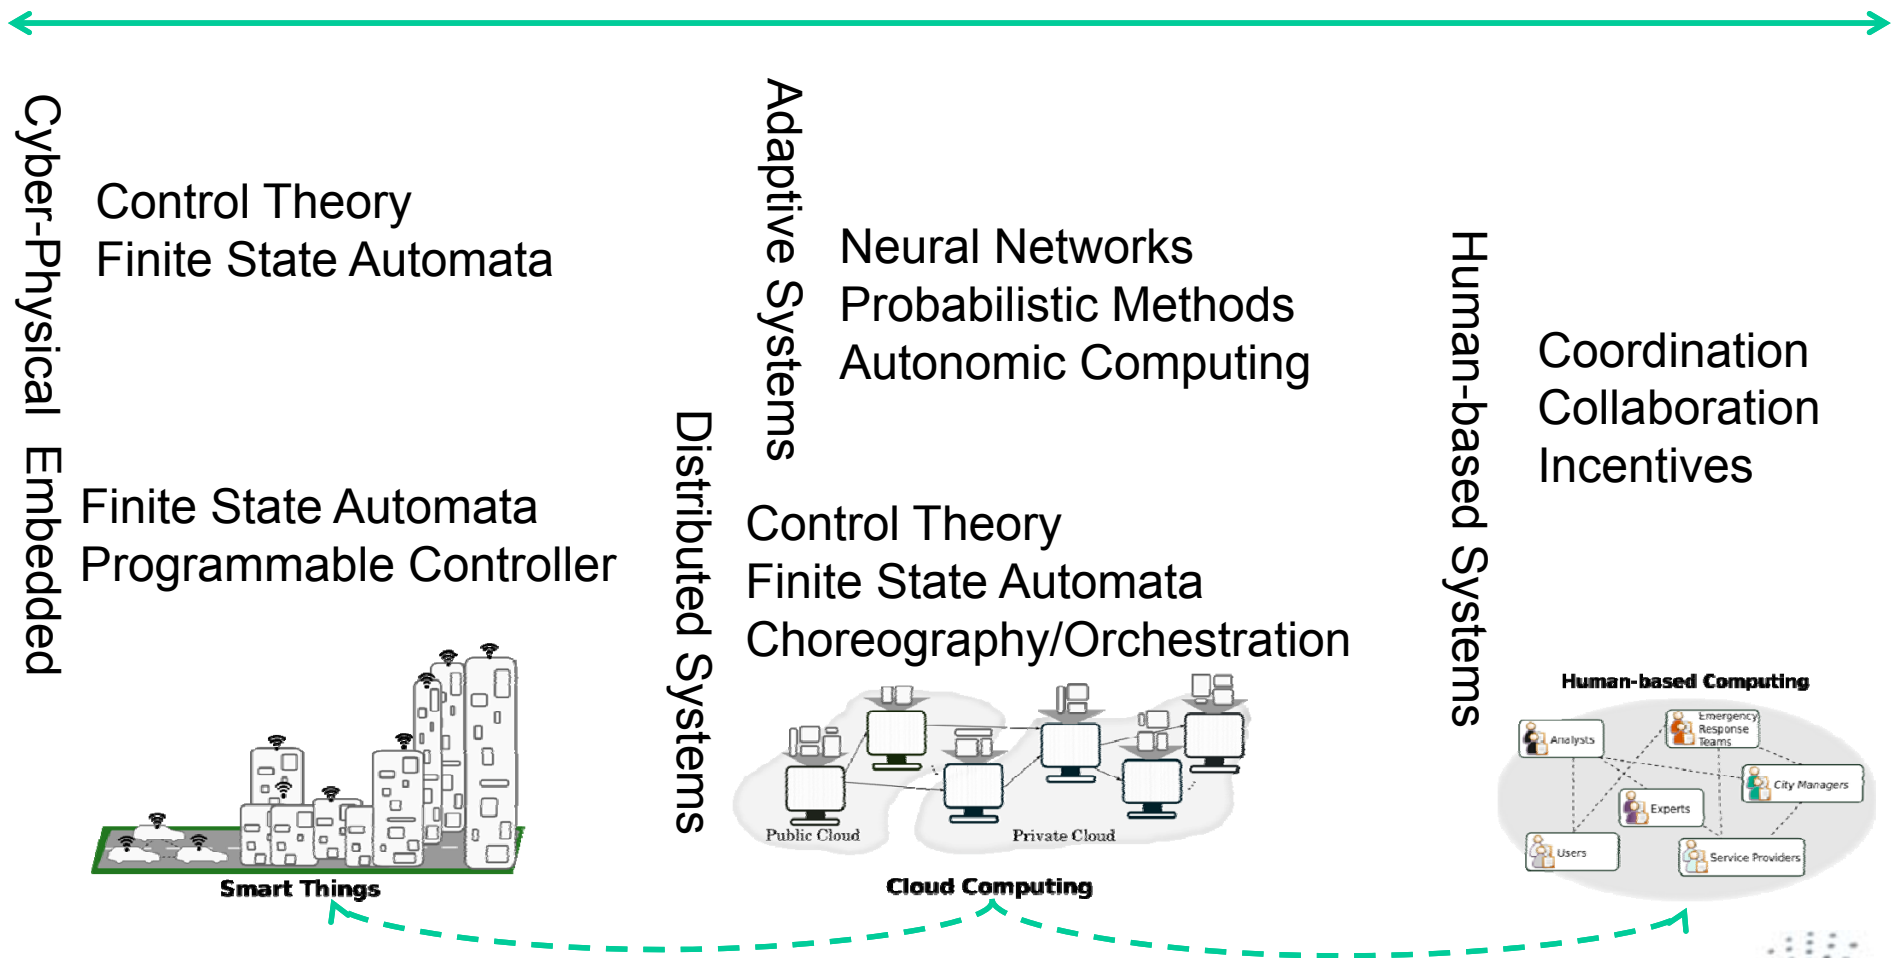 Cyber-Physical
Control Theory
Finite State Automata
Embedded
Finite State Automata
Programmable Controller
Smart Things
Adaptive Systems
Neural Networks
Probabilistic Methods
Autonomic Computing
Distributed Systems
Control Theory
Finite State Automata
Choreography/Orchestration
Public Cloud
Private Cloud
Cloud Computing
Human-based Systems
Coordination
Collaboration
Incentives
Human-based Computing
Analysts
Emergency
Response
Teams
City Managers
Experts
Users
Service Providers